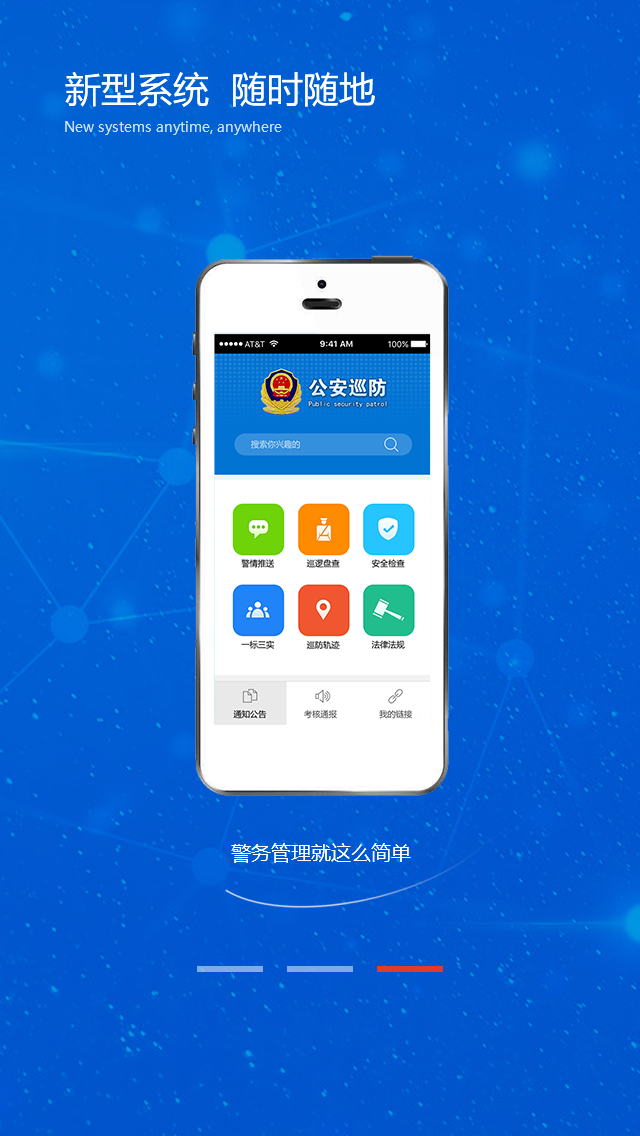 新型系统 随时随地
New systems anytime, anywhere
AT&T 9:41 AM 100%
公安巡防
Public security patrol
搜索你兴趣的
警情推送 巡逻盘查 安全检查
一标三实 巡防轨迹 法律法规
通知公告 考核通报 我的链接
警务管理就这么简单